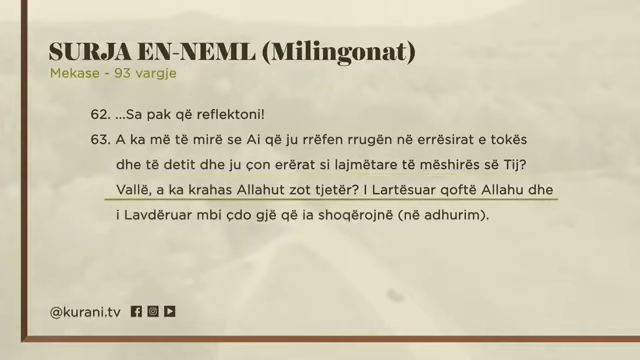 SURJA EN-NEML (Milingonat)
Mekase - 93 vargje
62. ...Sa pak që reflektoni!
63. A ka më të mirë se Ai që ju rrëfen rrugën në errësirat e tokës
dhe të detit dhe ju çon erërat si lajmëtare të mëshirës së Tij?
Vallë, a ka krahas Allahut zot tjetër? I Lartësuar qoftë Allahu dhe
i Lavdëruar mbi çdo gjë që ia shoqërojnë (në adhurim).
@kurani.tv